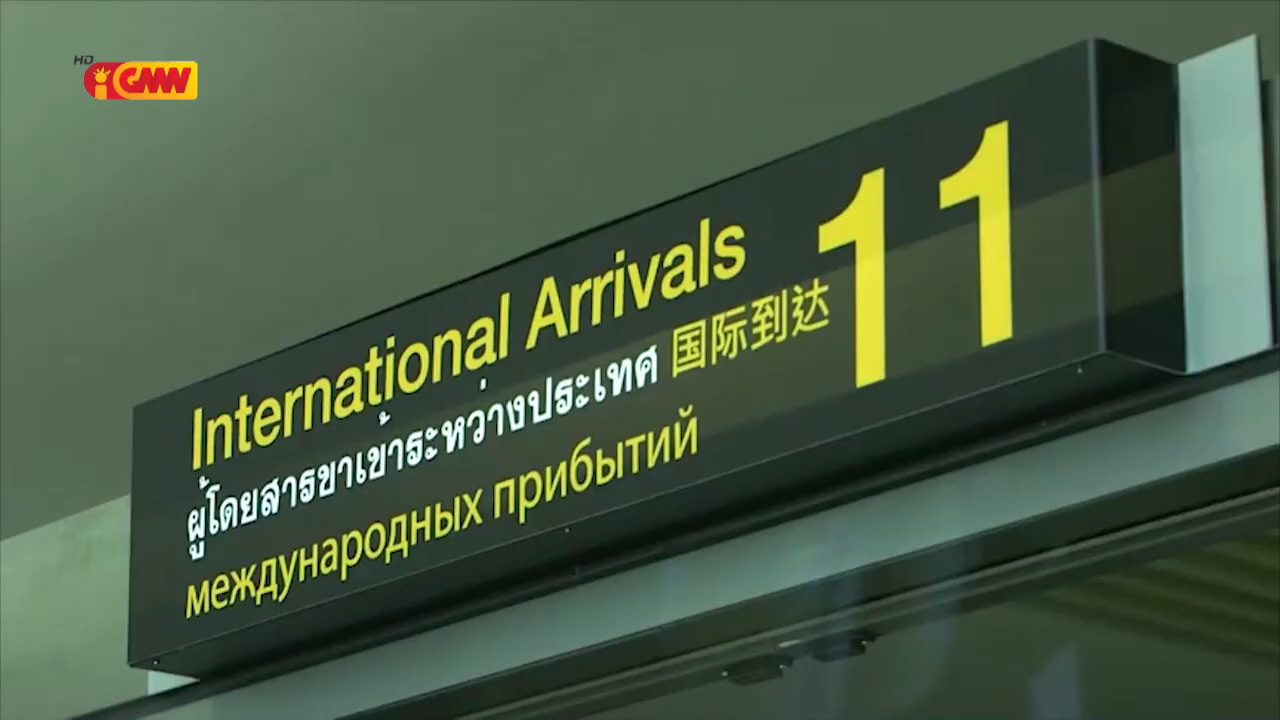 HD
iGMW
International Arrivals
ผู้โดยสารขาเข้าระหว่างประเทศ 国际到达
международных прибытий
11